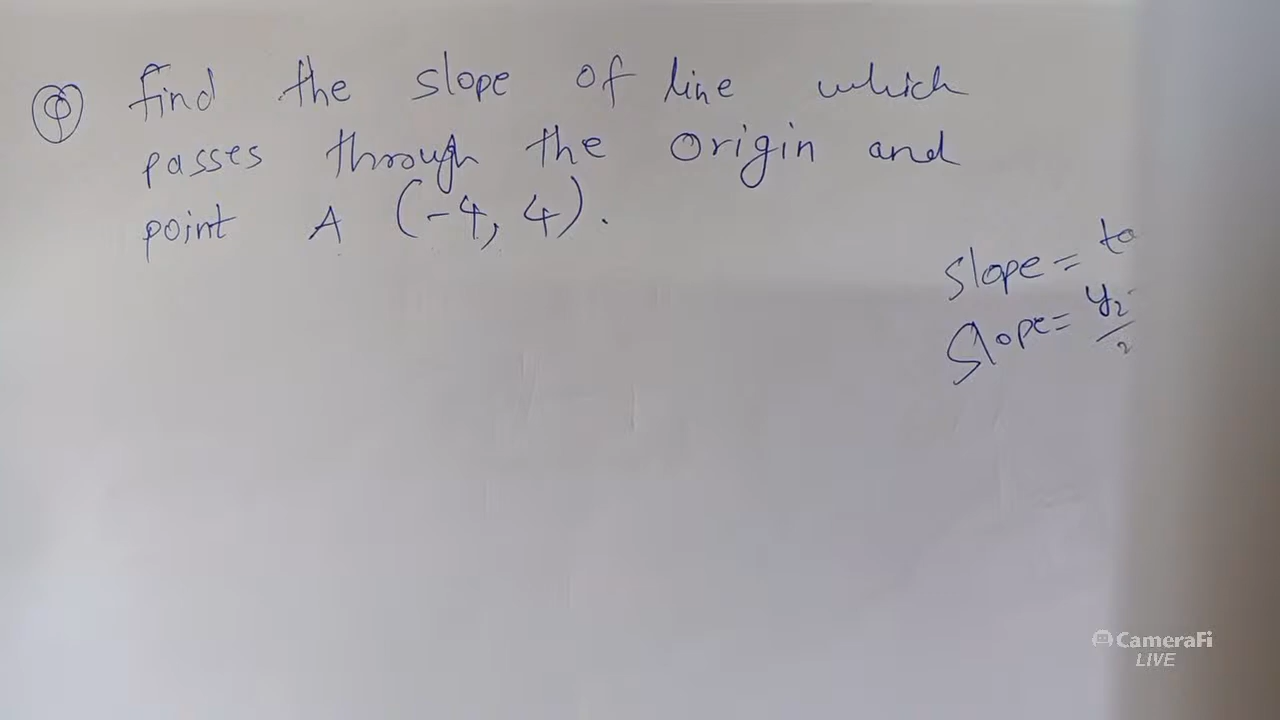 Q find the slope of line which
passes through the origin and
point A (-4, 4).
slope =
Slope = y₂
CameraFi
LIVE